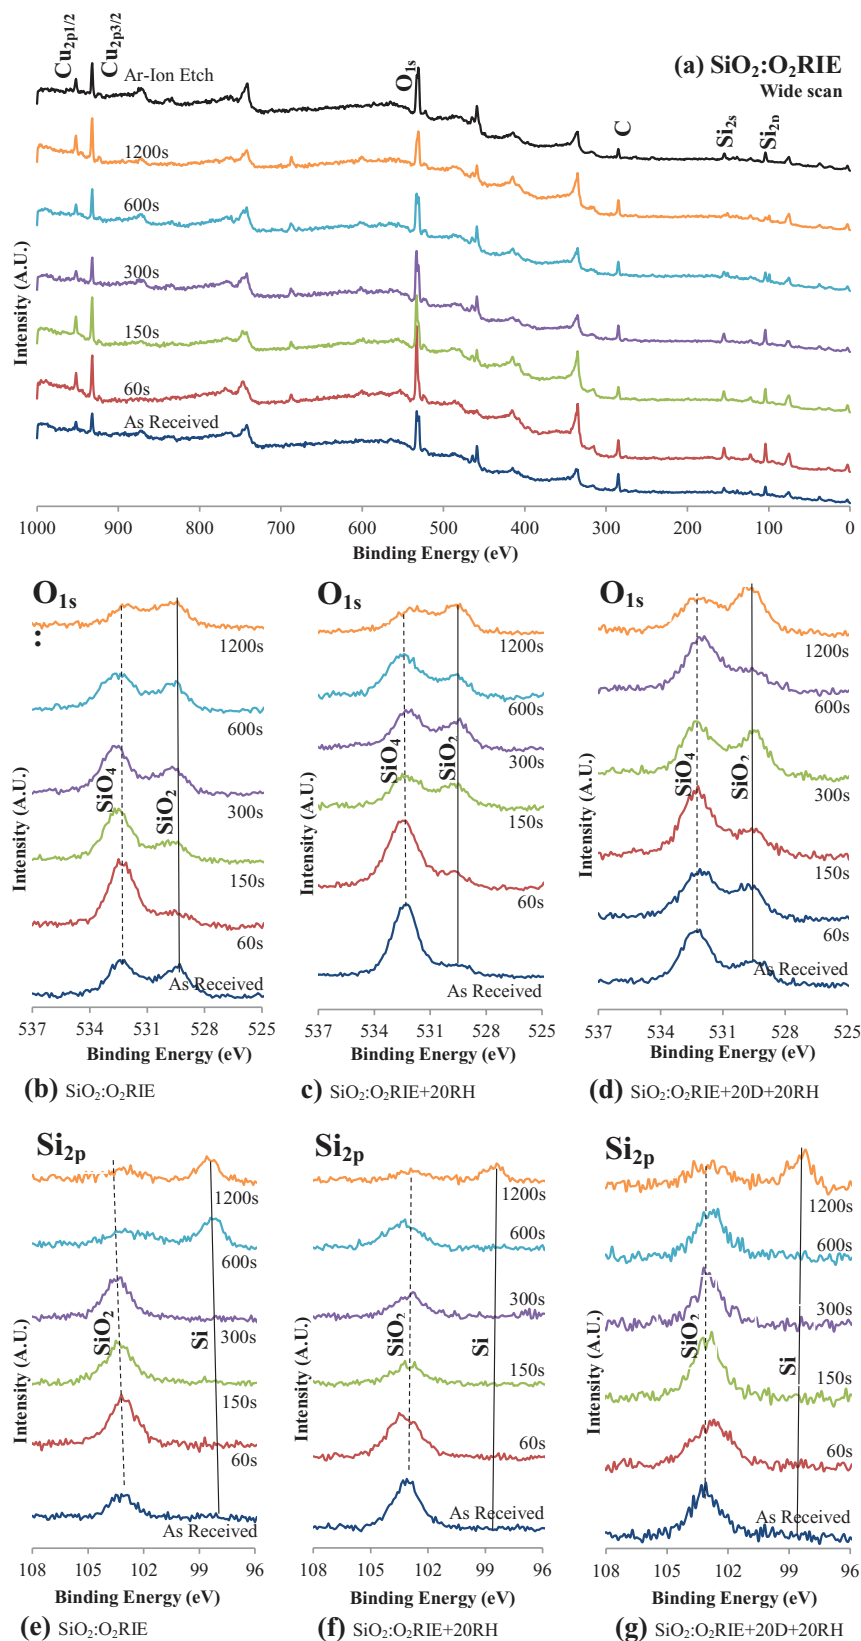 Cu2p1/2
Cu2p3/2
Ar-Ion Etch
O1s
(a) SiO2:O2RIE
Wide scan
C
Si2s
Si2p
1200s
600s
300s
150s
60s
As Received
Intensity (A.U.)
1000 900 800 700 600 500 400 300 200 100 0
Binding Energy (eV)
O1s
:
1200s
600s
SiO4
SiO2
300s
150s
60s
As Received
Intensity (A.U.)
537 534 531 528 525
Binding Energy (eV)
(b) SiO2:O2RIE
O1s
1200s
600s
SiO4
SiO2
300s
150s
60s
As Received
Intensity (A.U.)
537 534 531 528 525
Binding Energy (eV)
c) SiO2:O2RIE+20RH
O1s
1200s
600s
SiO4
SiO2
300s
150s
60s
As Received
Intensity (A.U.)
537 534 531 528 525
Binding Energy (eV)
(d) SiO2:O2RIE+20D+20RH
Si2p
1200s
600s
SiO2
Si
300s
150s
60s
As Received
Intensity (A.U.)
108 105 102 99 96
Binding Energy (eV)
(e) SiO2:O2RIE
Si2p
1200s
600s
300s
SiO2
Si
150s
60s
As Received
Intensity (A.U.)
108 105 102 99 96
Binding Energy (eV)
(f) SiO2:O2RIE+20RH
Si2p
1200s
600s
300s
SiO2
Si
150s
60s
As Received
Intensity (A.U.)
108 105 102 99 96
Binding Energy (eV)
(g) SiO2:O2RIE+20D+20RH